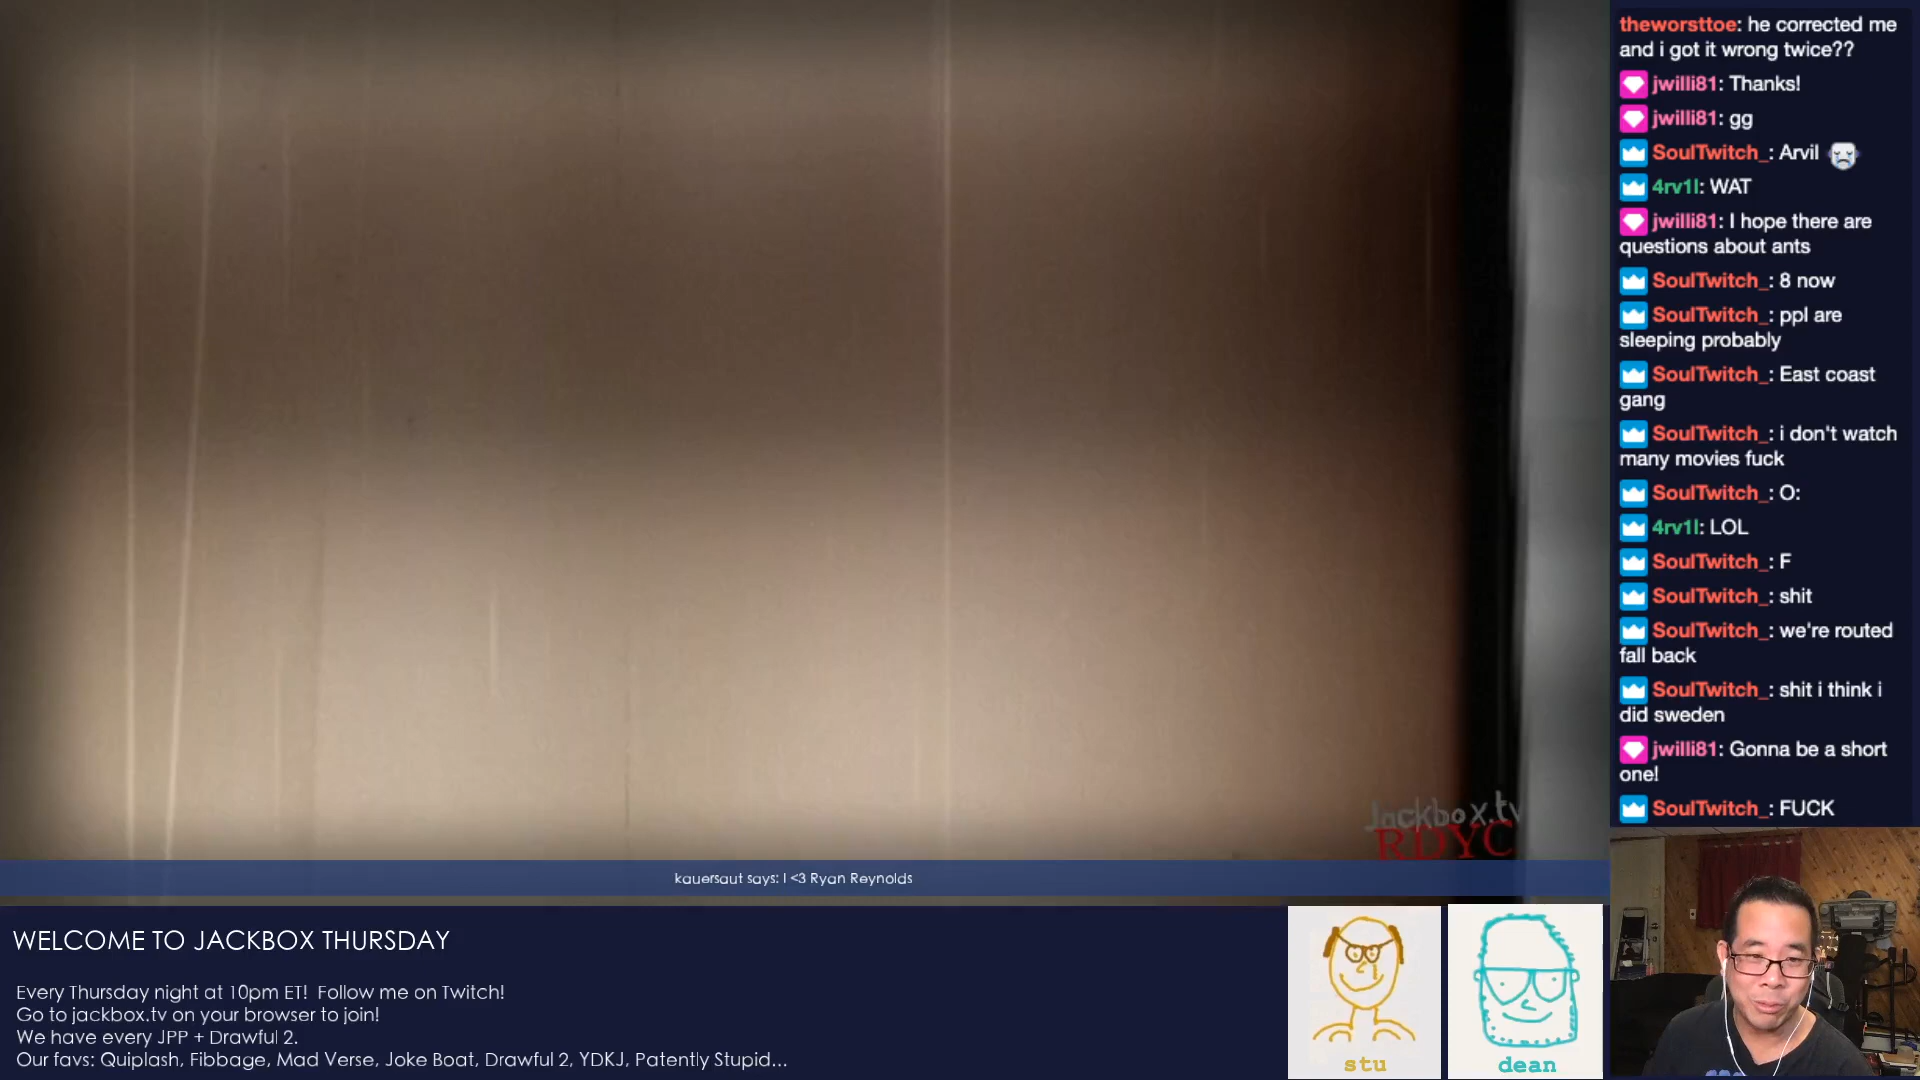 theworsttoe: he corrected me
and i got it wrong twice??
jwilli81: Thanks!
jwilli81: gg
SoulTwitch_: Arvil
4rv1l: WAT
jwilli81: I hope there are
questions about ants
SoulTwitch_: 8 now
SoulTwitch_: ppl are
sleeping probably
SoulTwitch_: East coast
gang
SoulTwitch_: i don't watch
many movies fuck
SoulTwitch_: O:
4rv1l: LOL
SoulTwitch_: F
SoulTwitch_: shit
SoulTwitch_: we're routed
fall back
SoulTwitch_: shit i think i
did sweden
jwilli81: Gonna be a short
one!
SoulTwitch_: FUCK
Jackbox.tv
RDYC
kauersaut says: I <3 Ryan Reynolds
WELCOME TO JACKBOX THURSDAY
Every Thursday night at 10pm ET! Follow me on Twitch!
Go to jackbox.tv on your browser to join!
We have every JPP + Drawful 2.
Our favs: Quiplash, Fibbage, Mad Verse, Joke Boat, Drawful 2, YDKJ, Patently Stupid...
stu
dean